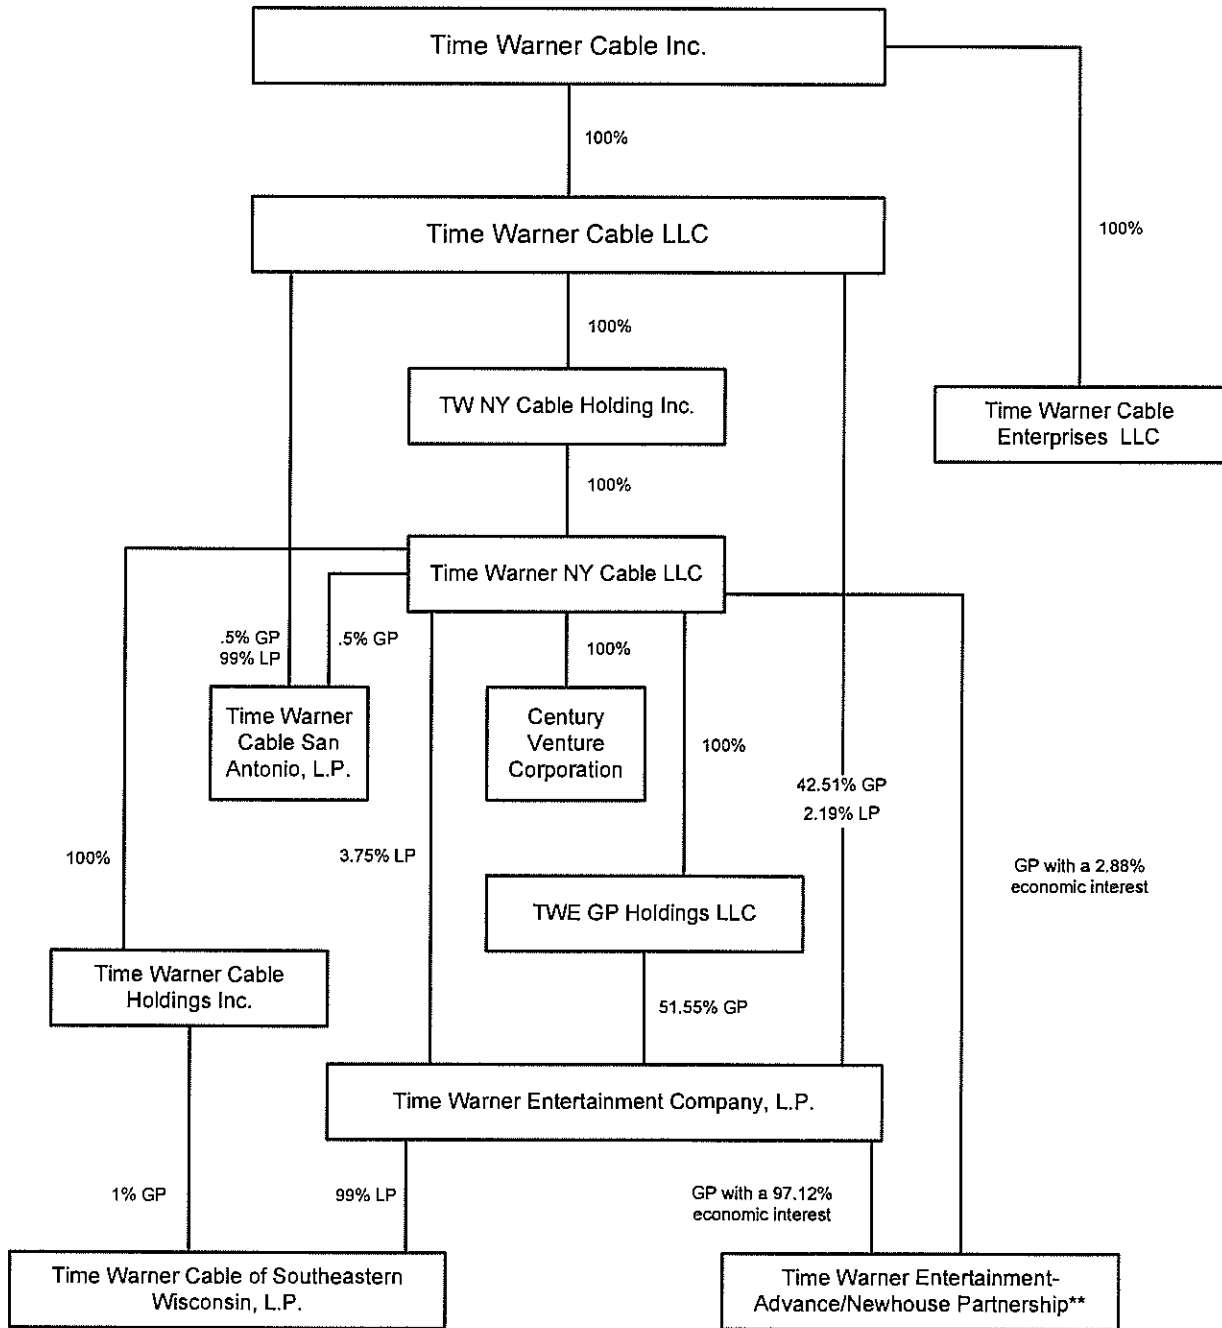 Time Warner Cable Inc.
100%
Time Warner Cable LLC
100%
100%
TW NY Cable Holding Inc.
Time Warner Cable
Enterprises LLC
100%
Time Warner NY Cable LLC
.5% GP
99% LP
.5% GP
100%
Time Warner
Cable San
Antonio, L.P.
Century
Venture
Corporation
100%
42.51% GP
2.19% LP
100%
3.75% LP
GP with a 2.88%
economic interest
TWE GP Holdings LLC
Time Warner Cable
Holdings Inc.
51.55% GP
Time Warner Entertainment Company, L.P.
1% GP
99% LP
GP with a 97.12%
economic interest
Time Warner Cable of Southeastern
Wisconsin, L.P.
Time Warner Entertainment-
Advance/Newhouse Partnership**